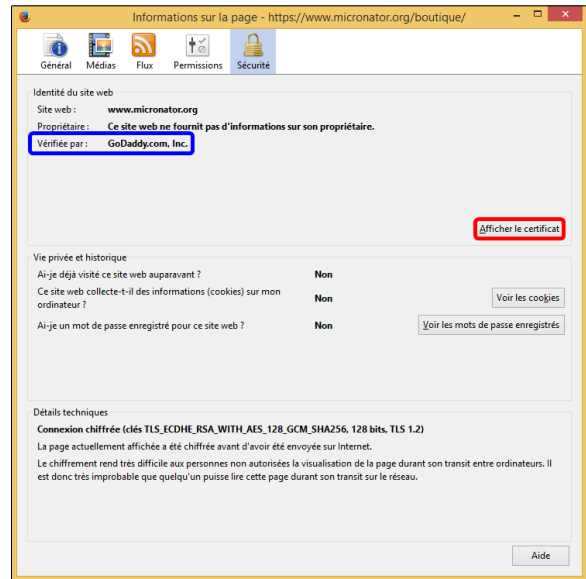 Informations sur la page - https://www.micronator.org/boutique/
Général Médias Flux Permissions Sécurité
Identité du site web
Site web : www.micronator.org
Propriétaire : Ce site web ne fournit pas d'informations sur son propriétaire.
Vérifiée par : GoDaddy.com, Inc.
Afficher le certificat
Vie privée et historique
Ai-je déjà visité ce site web auparavant ? Non
Ce site web collecte-t-il des informations (cookies) sur mon
ordinateur ? Non Voir les cookies
Ai-je un mot de passe enregistré pour ce site web ? Non Voir les mots de passe enregistrés
Détails techniques
Connexion chiffrée (clés TLS_ECDHE_RSA_WITH_AES_128_GCM_SHA256, 128 bits, TLS 1.2)
La page actuellement affichée a été chiffrée avant d'avoir été envoyée sur Internet.
Le chiffrement rend très difficile aux personnes non autorisées la visualisation de la page durant son transit entre ordinateurs. Il
est donc très improbable que quelqu'un puisse lire cette page durant son transit sur le réseau.
Aide